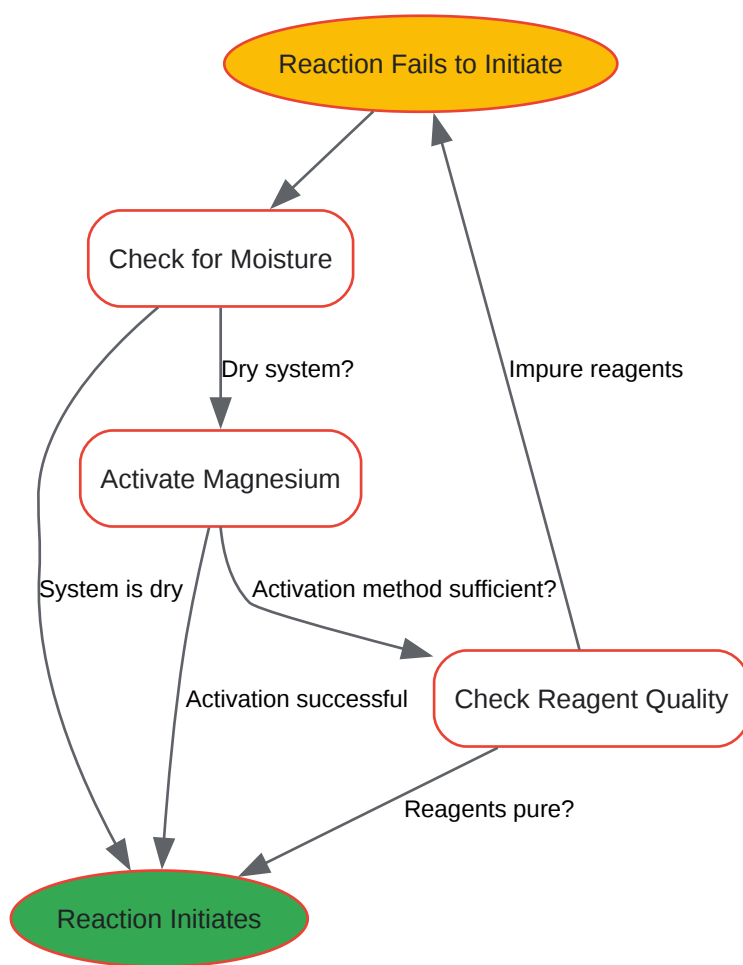 Reaction Fails to Initiate
Check for Moisture
Dry system?
Impure reagents
Activate Magnesium
System is dry
Activation method sufficient?
Activation successful
Check Reagent Quality
Reagents pure?
Reaction Initiates